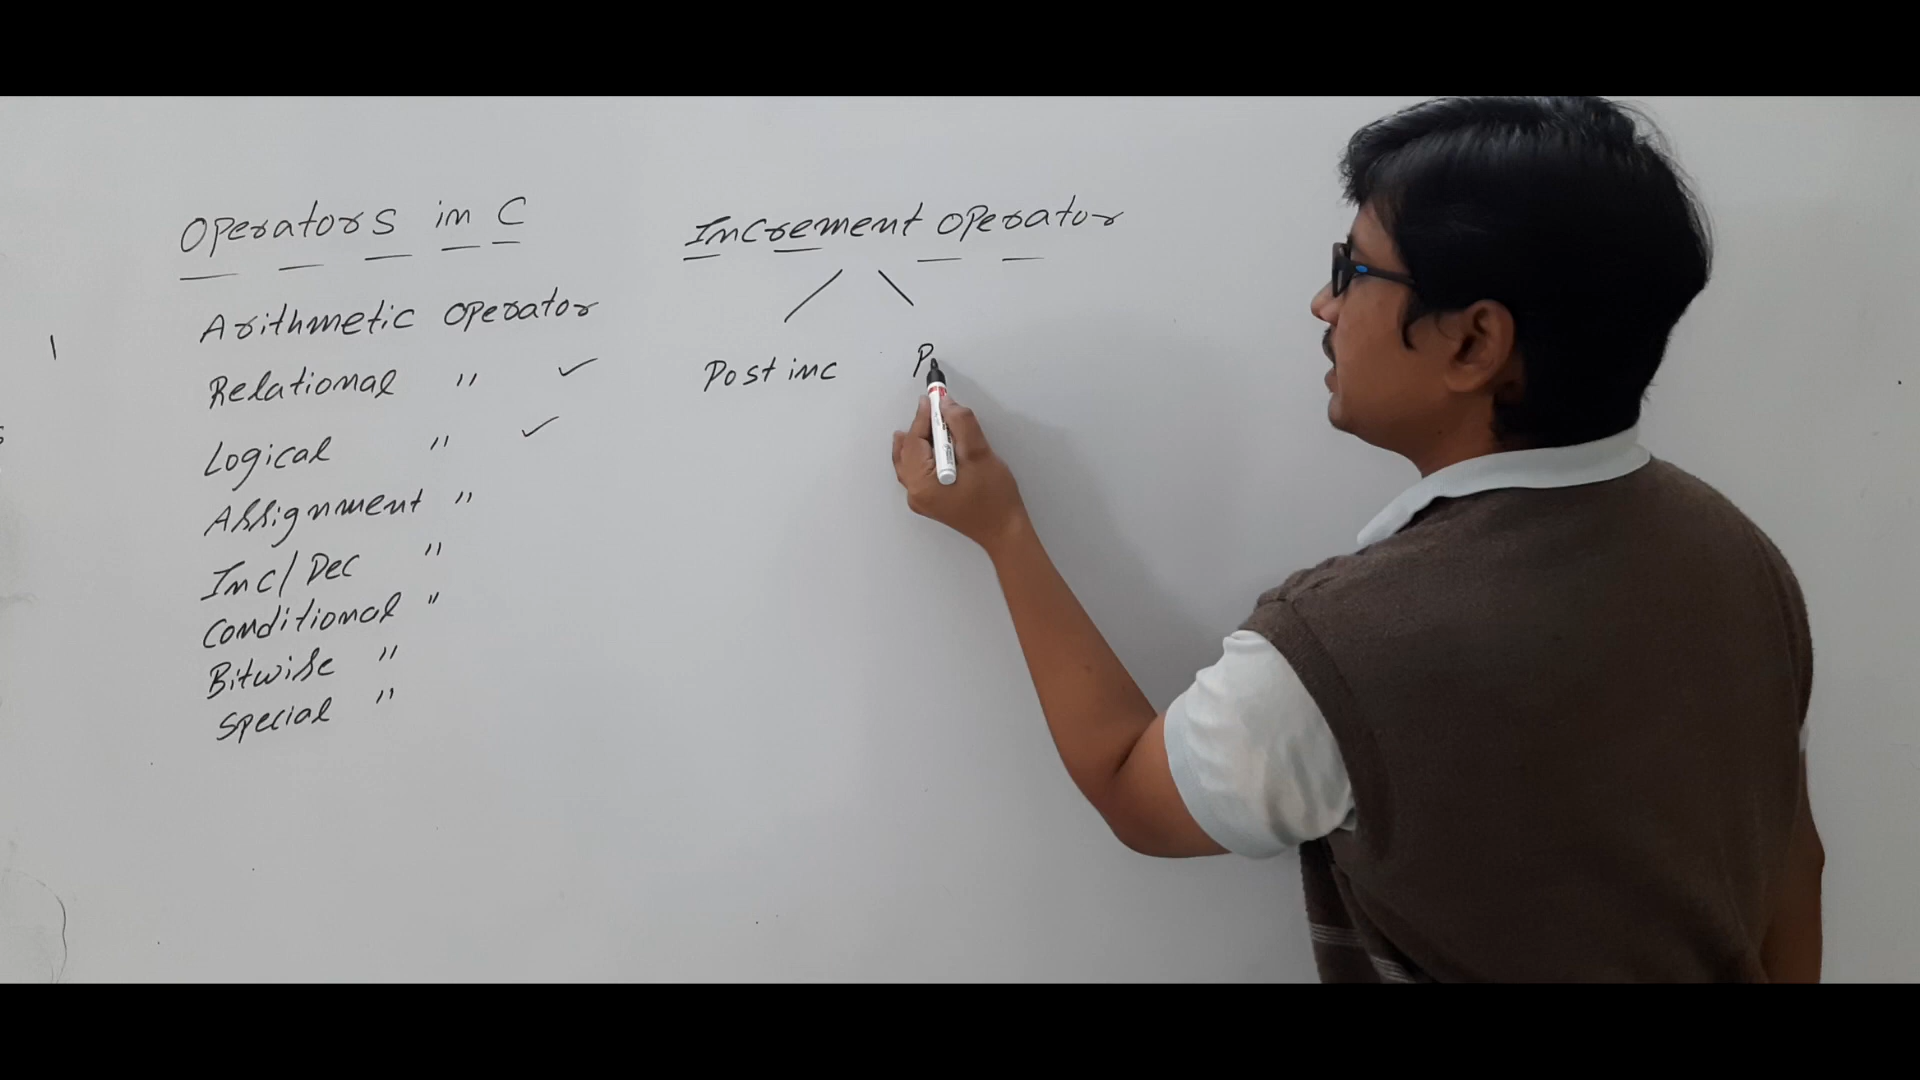 Operators in C
Arithmetic Operator
Relational " ✓
Logical " ✓
Assignment "
Inc/Dec "
Conditional "
Bitwise "
Special "
Increment Operator
Post inc P